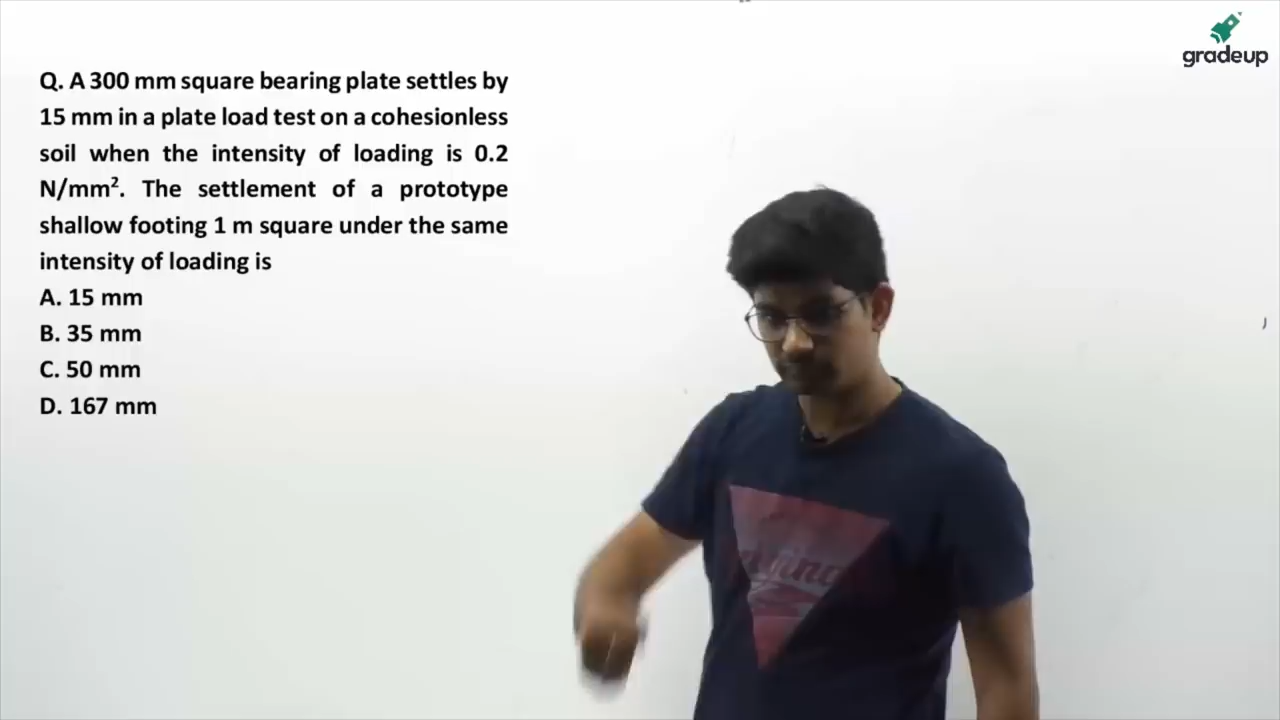 gradeup
Q. A 300 mm square bearing plate settles by
15 mm in a plate load test on a cohesionless
soil when the intensity of loading is 0.2
N/mm². The settlement of a prototype
shallow footing 1 m square under the same
intensity of loading is
A. 15 mm
B. 35 mm
C. 50 mm
D. 167 mm